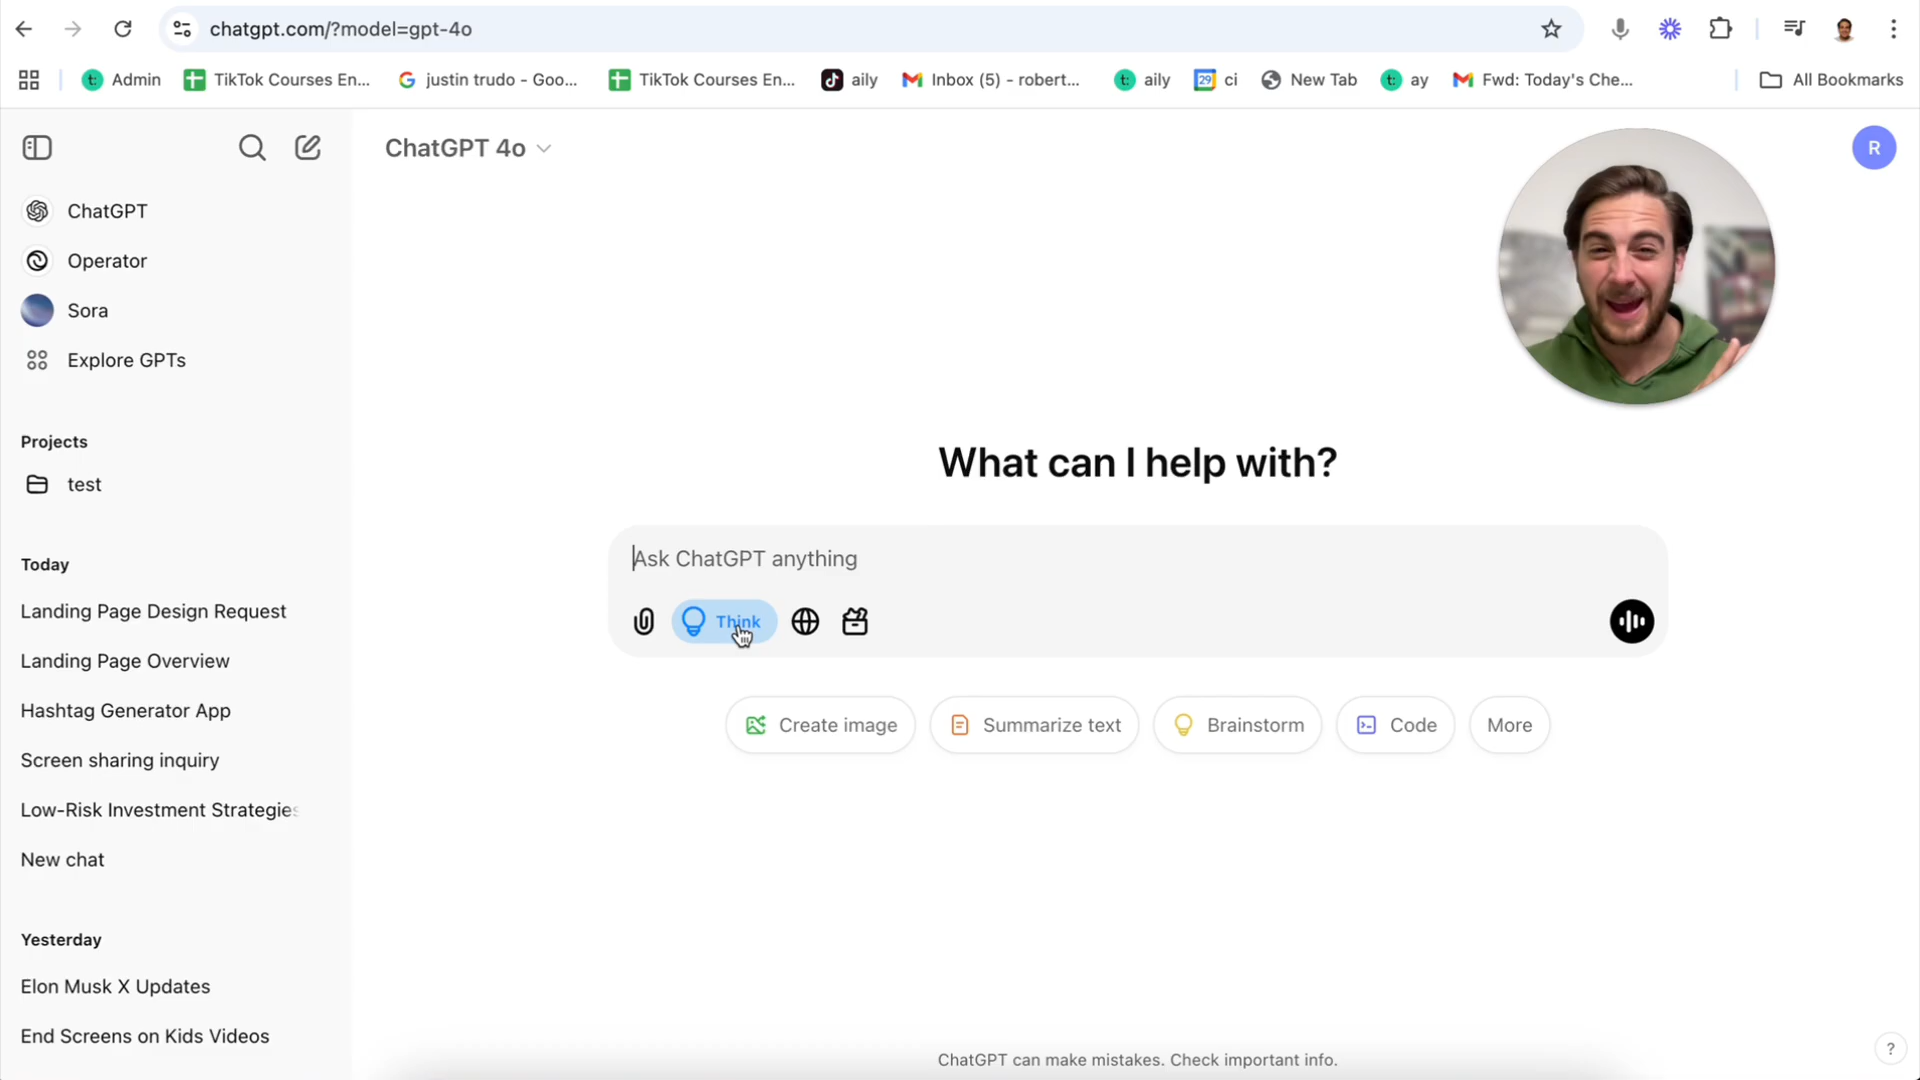 chatgpt.com/?model=gpt-4o
Admin
TikTok Courses En...
justin trudo - Goo...
TikTok Courses En...
aily
Inbox (5) - robert...
aily
29
ci
New Tab
ay
Fwd: Today's Che...
All Bookmarks
ChatGPT 4o
R
ChatGPT
Operator
Sora
Explore GPTs
Projects
test
Today
Landing Page Design Request
Landing Page Overview
Hashtag Generator App
Screen sharing inquiry
Low-Risk Investment Strategies
New chat
Yesterday
Elon Musk X Updates
End Screens on Kids Videos
What can I help with?
Ask ChatGPT anything
Think
Create image
Summarize text
Brainstorm
Code
More
ChatGPT can make mistakes. Check important info.
?